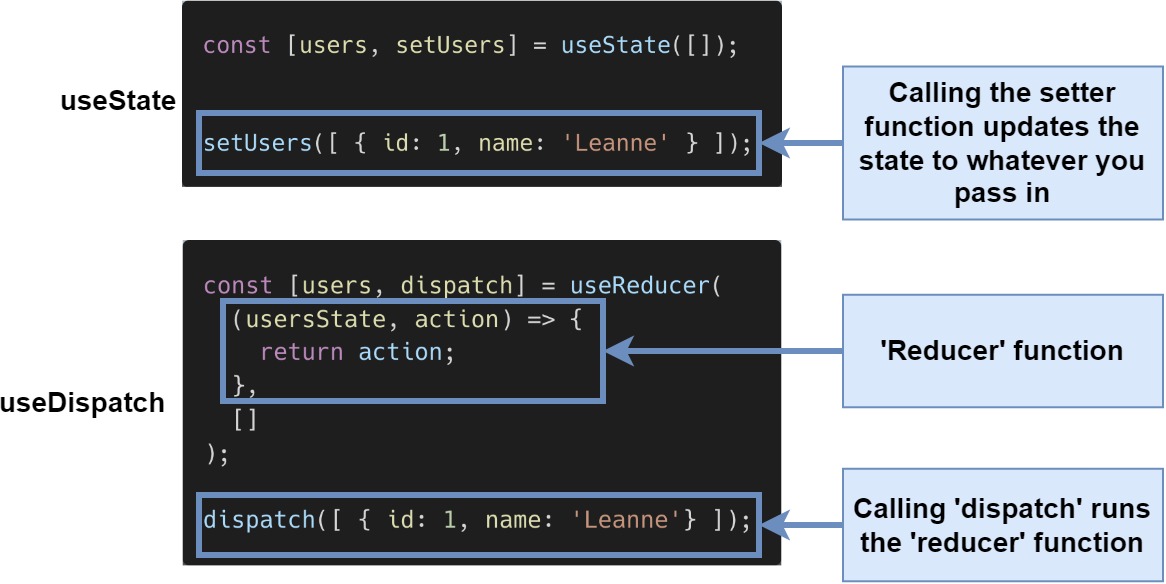 const [users, setUsers] = useState([]);
useState
setUsers([ { id: 1, name: 'Leanne' } ]);
Calling the setter
function updates the
state to whatever you
pass in
const [users, dispatch] = useReducer(
(usersState, action) => {
return action;
},
[]
);
useDispatch
'Reducer' function
dispatch([ { id: 1, name: 'Leanne'} ]);
Calling 'dispatch' runs
the 'reducer' function